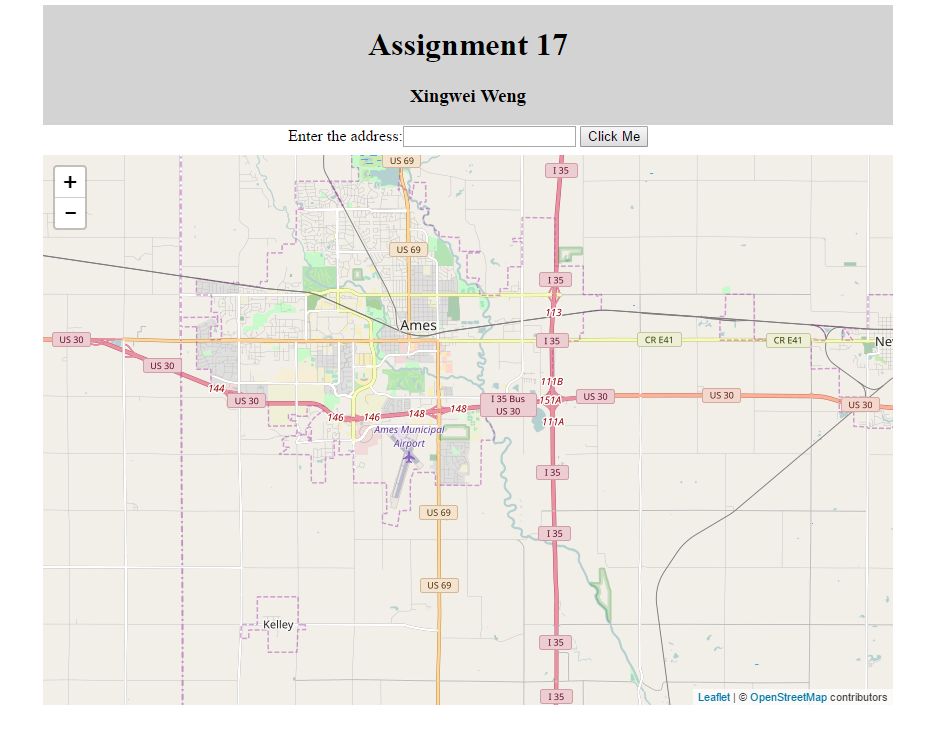 Assignment 17
Xingwei Weng
Enter the address: Click Me
+
−
US 69
I 35
US 69
I 35
113
Ames
US 30
I 35
CR E41
CR E41
Ne
US 30
144
111B
US 30
I 35 Bus
US 30
151A
US 30
US 30
US 30
146
146
148
148
111A
Ames Municipal
Airport
I 35
US 69
I 35
US 69
Kelley
I 35
I 35
Leaflet | © OpenStreetMap contributors